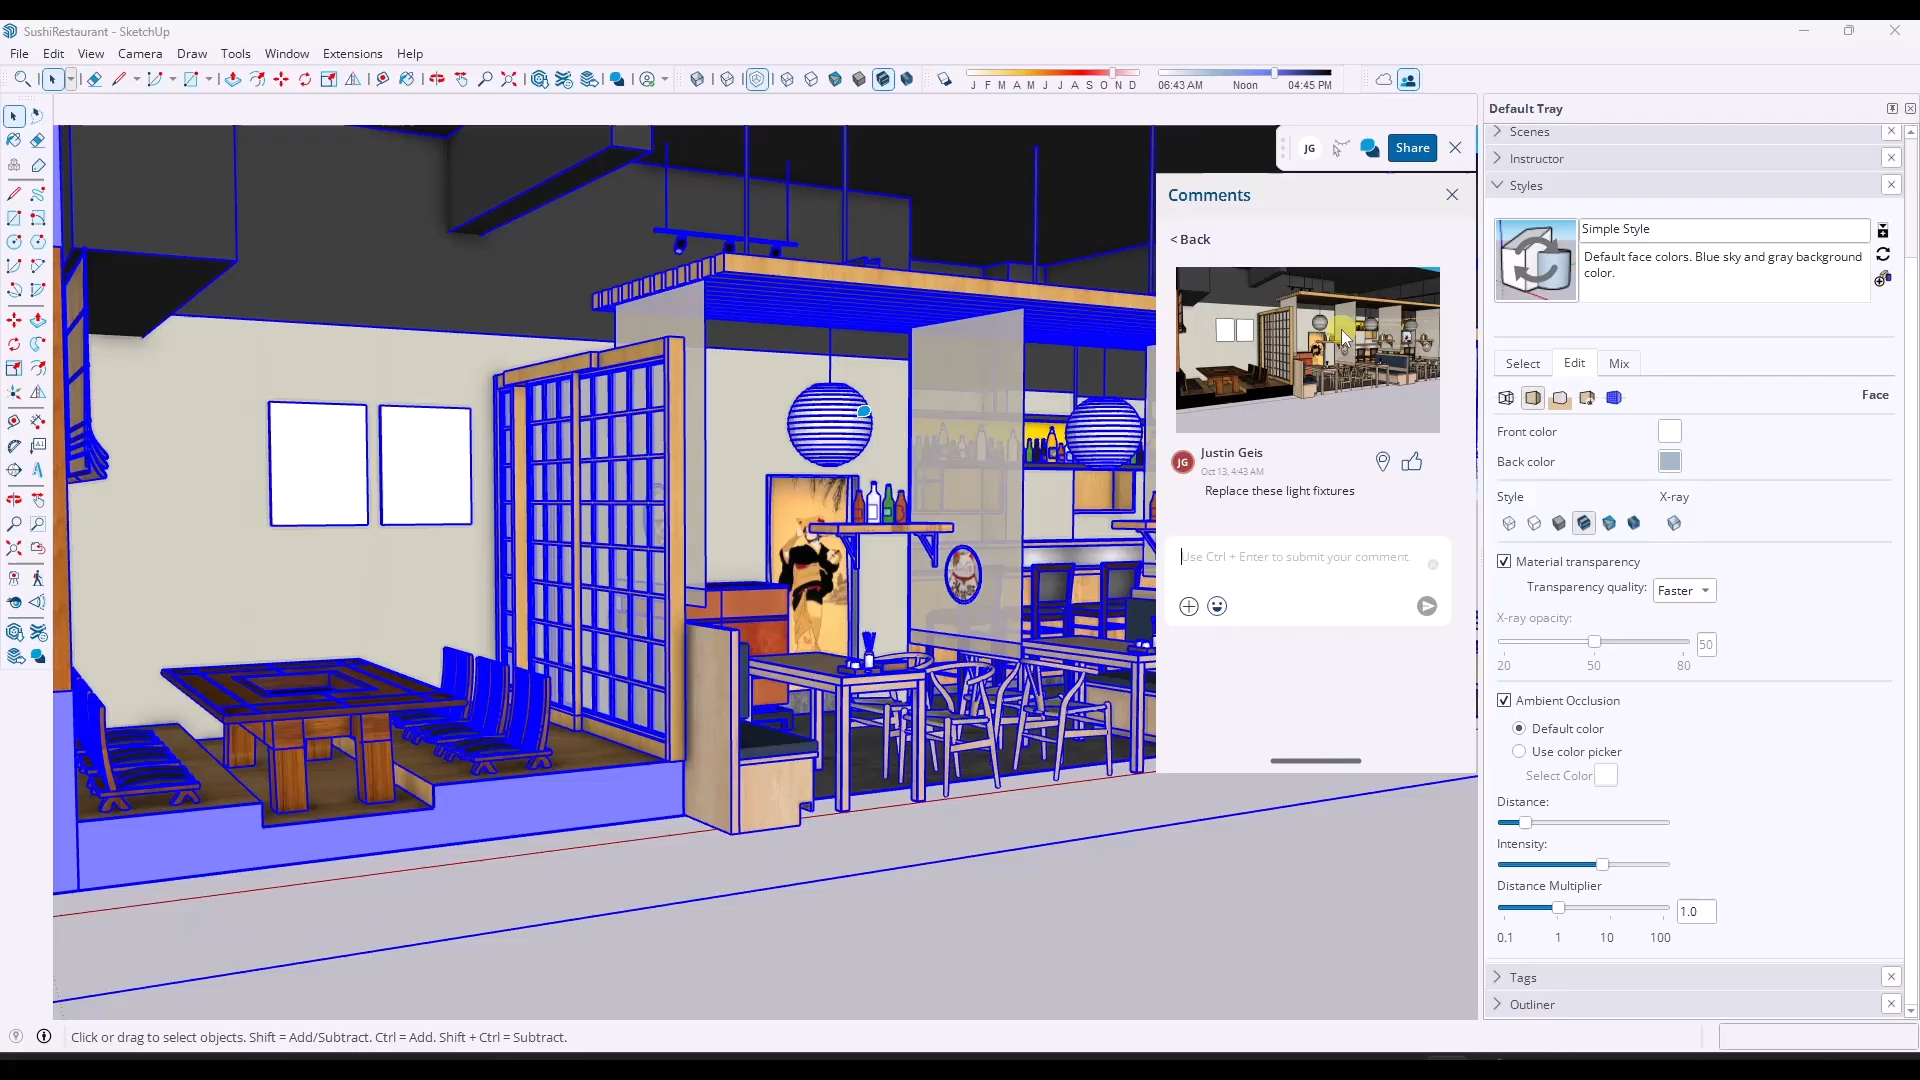 SushiRestaurant - SketchUp
File Edit View Camera Draw Tools Window Extensions Help
J F M A M J J A S O N D 06:43 AM Noon 04:45 PM
Default Tray
Scenes
Instructor
Styles
JG Share
Comments
< Back
Simple Style
Default face colors. Blue sky and gray background
color.
Select Edit Mix
Face
Front color
Back color
Style X-ray
JG Justin Geis
Oct 13, 4:43 AM
Replace these light fixtures
Use Ctrl + Enter to submit your comment.
Material transparency
Transparency quality: Faster
X-ray opacity:
50
20 50 80
Ambient Occlusion
Default color
Use color picker
Select Color
Distance:
Intensity:
Distance Multiplier
1.0
0.1 1 10 100
Tags
Outliner
Click or drag to select objects. Shift = Add/Subtract. Ctrl = Add. Shift + Ctrl = Subtract.